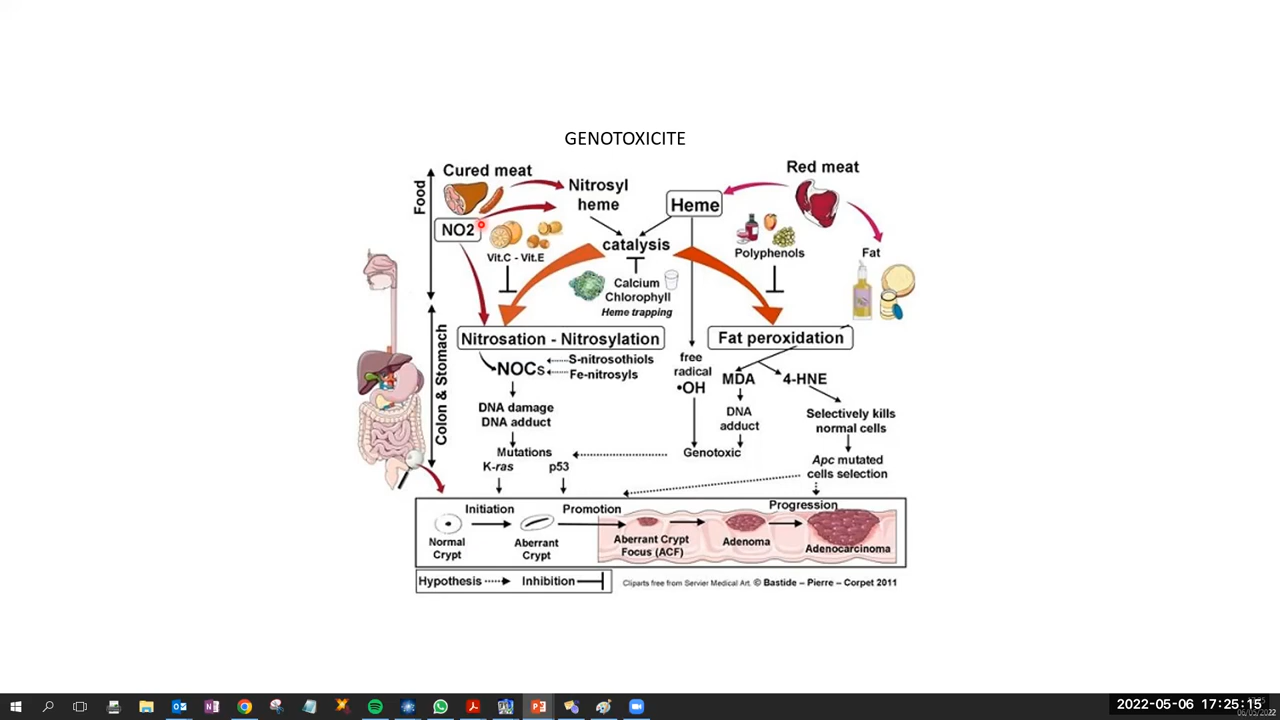 GENOTOXICITE
Cured meat
Red meat
Food
Nitrosyl
heme
Heme
NO2
catalysis
Vit.C - Vit.E
Polyphenols
Fat
Calcium
Chlorophyll
Heme trapping
Colon & Stomach
Nitrosation - Nitrosylation
Fat peroxidation
NOCs
S-nitrosothiols
Fe-nitrosyls
free
radical
•OH
MDA
4-HNE
DNA damage
DNA adduct
DNA
adduct
Selectively kills
normal cells
Mutations
K-ras
p53
Genotoxic
Apc mutated
cells selection
Initiation
Promotion
Progression
Normal
Crypt
Aberrant
Crypt
Aberrant Crypt
Focus (ACF)
Adenoma
Adenocarcinoma
Hypothesis
Inhibition
Cliparts free from Servier Medical Art. © Bastide – Pierre – Corpet 2011
2022-05-06 17:25:15